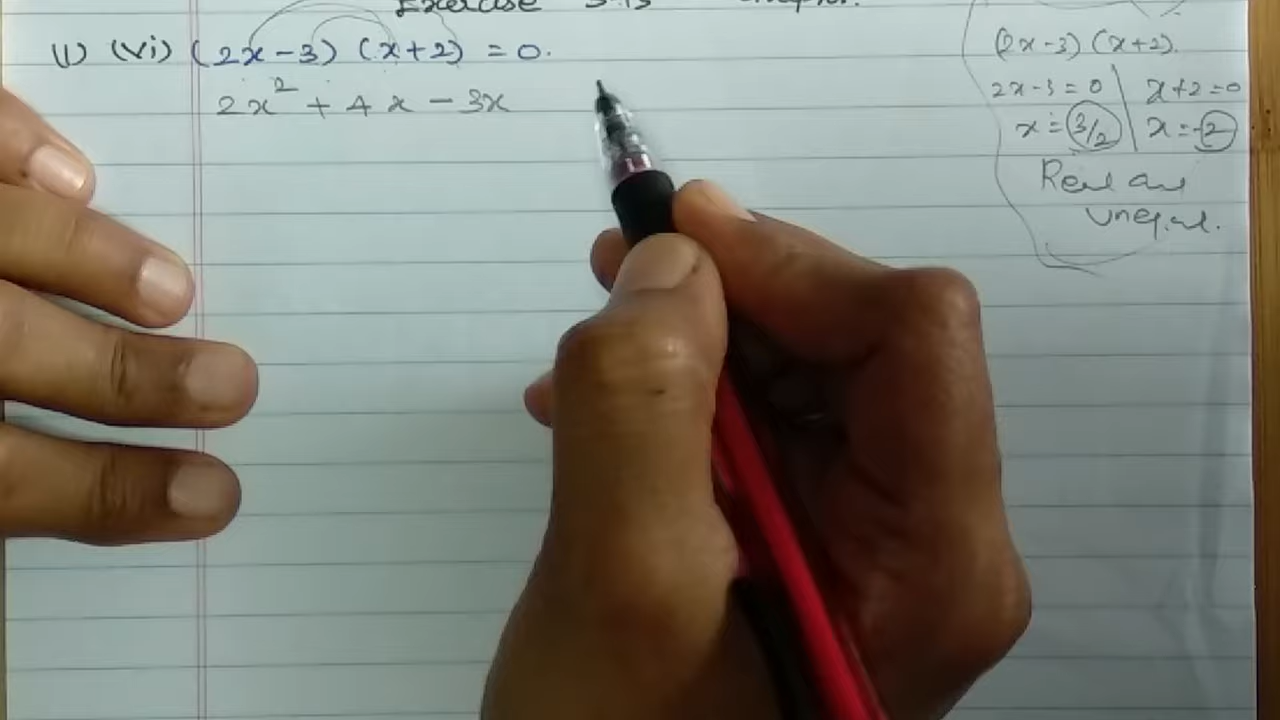 Exercise
(1) (vi) (2x-3) (x+2) = 0.
2x² + 4x - 3x
(2x-3) (x+2).
2x-3 = 0 | x+2=0
x = 3/2 | x = -2
Real and
Unequal.